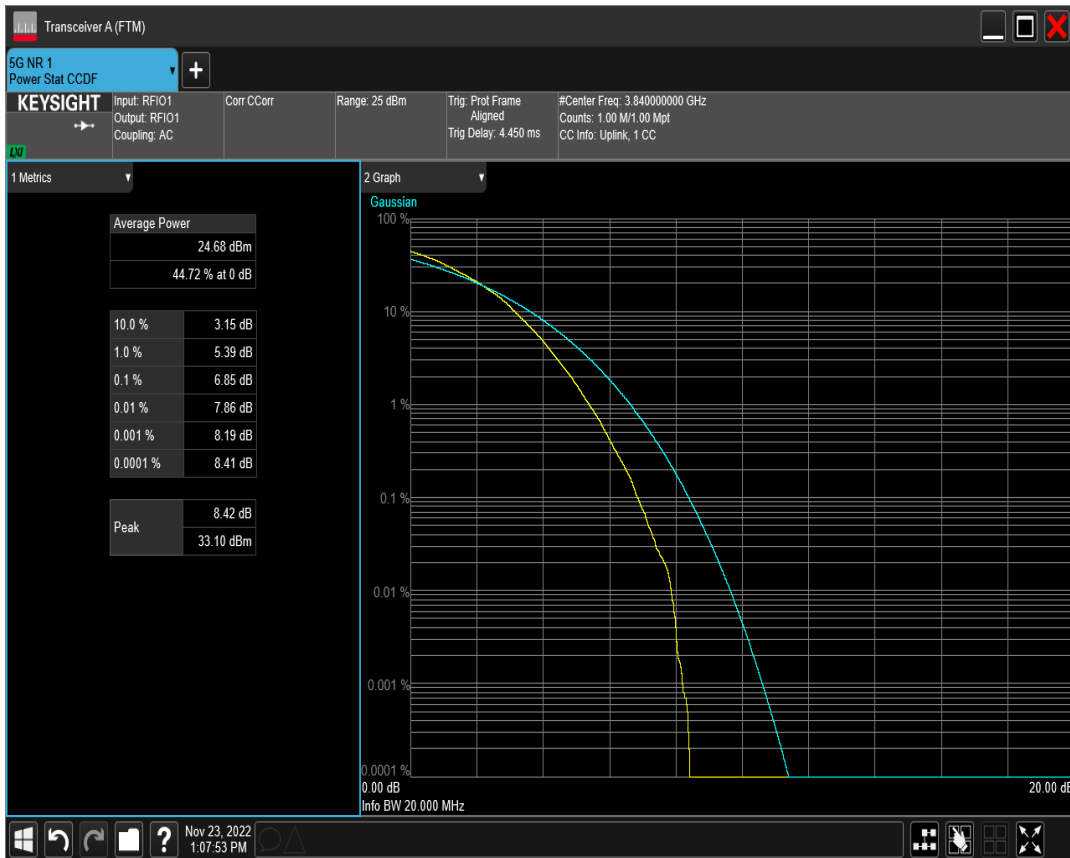 Transceiver A (FTM)
5G NR 1
Power Stat CCDF
+
KEYSIGHT
LXI
Input: RFIO1
Output: RFIO1
Coupling: AC
Corr CCorr
Range: 25 dBm
Trig: Prot Frame
Aligned
Trig Delay: 4.450 ms
#Center Freq: 3.840000000 GHz
Counts: 1.00 M/1.00 Mpt
CC Info: Uplink, 1 CC
1 Metrics
Average Power
24.68 dBm
44.72 % at 0 dB
10.0 % 3.15 dB
1.0 % 5.39 dB
0.1 % 6.85 dB
0.01 % 7.86 dB
0.001 % 8.19 dB
0.0001 % 8.41 dB
Peak
8.42 dB
33.10 dBm
2 Graph
Gaussian
100 %
10 %
1 %
0.1 %
0.01 %
0.001 %
0.0001 %
0.00 dB 20.00 dB
Info BW 20.000 MHz
?
Nov 23, 2022
1:07:53 PM